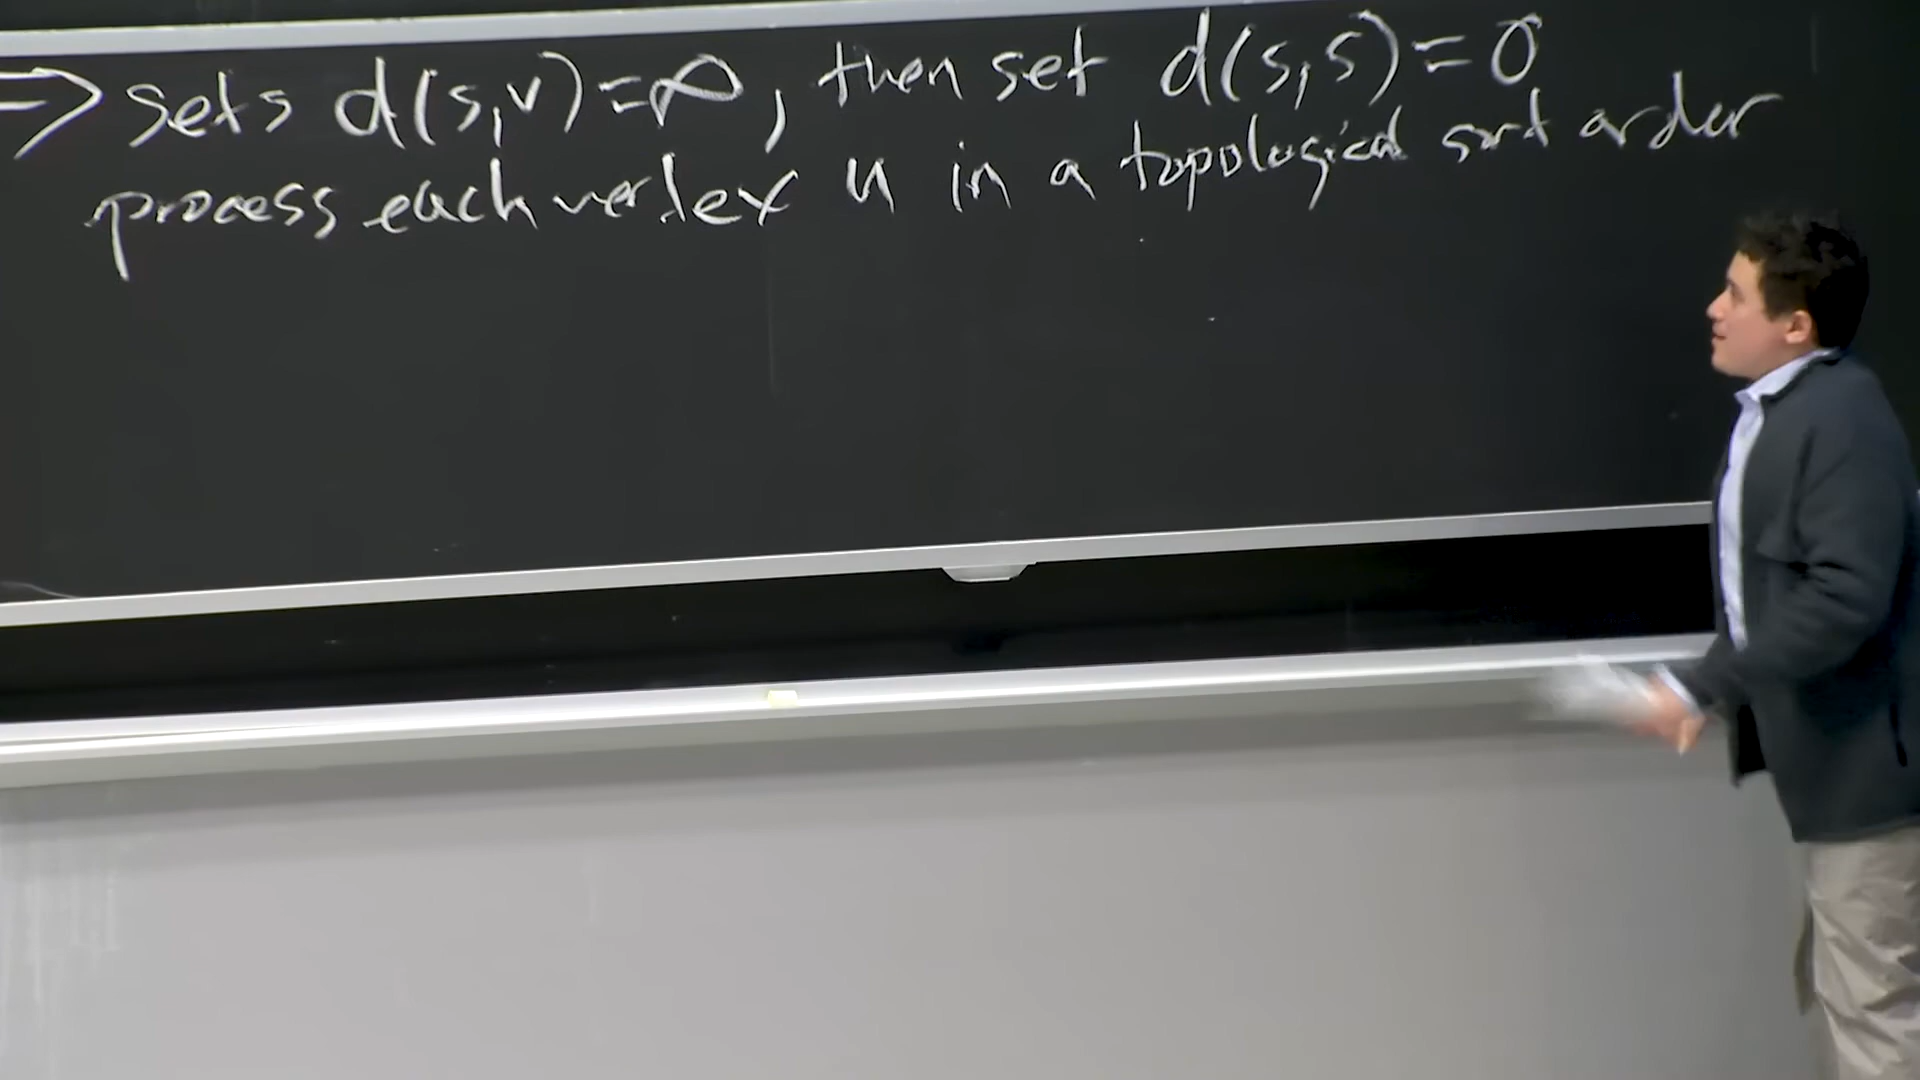 ⇒ sets d(s,v)=∞, then set d(s,s)=0
process each vertex u in a topological sort order